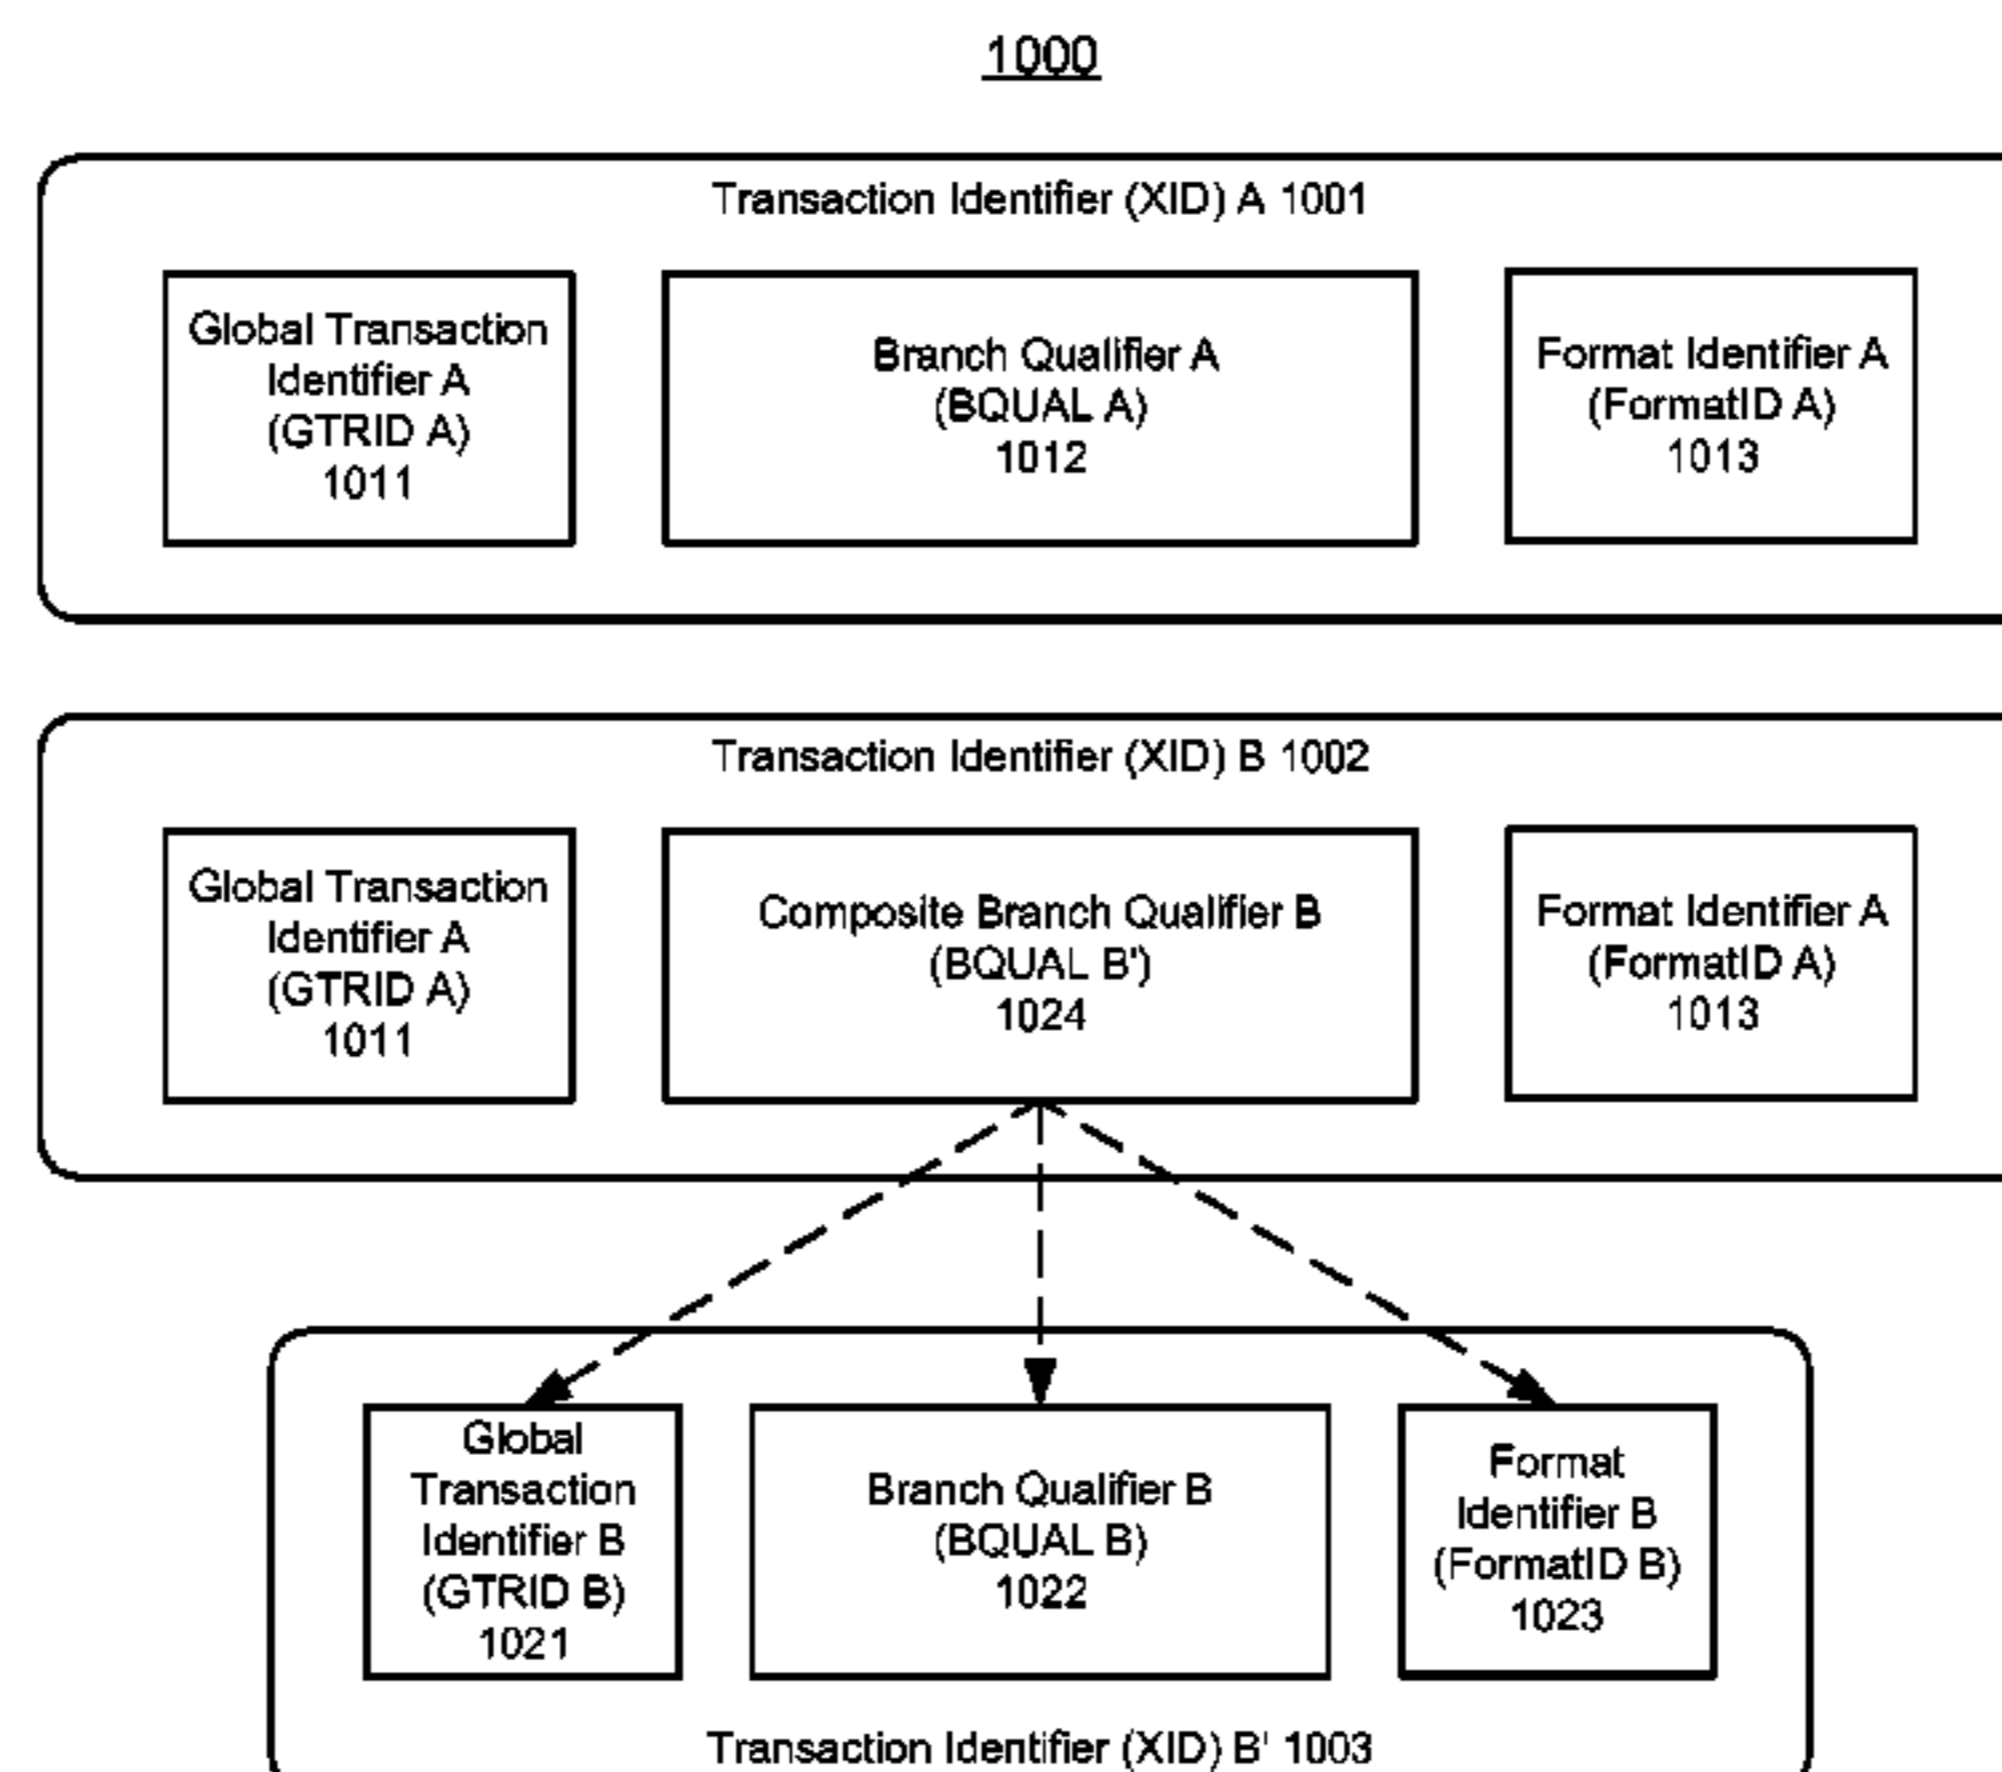 1000
Transaction Identifier (XID) A 1001
Global Transaction
Identifier A
(GTRID A)
1011
Branch Qualifier A
(BQUAL A)
1012
Format Identifier A
(FormatID A)
1013
Transaction Identifier (XID) B 1002
Global Transaction
Identifier A
(GTRID A)
1011
Composite Branch Qualifier B
(BQUAL B')
1024
Format Identifier A
(FormatID A)
1013
Global
Transaction
Identifier B
(GTRID B)
1021
Branch Qualifier B
(BQUAL B)
1022
Format
Identifier B
(FormatID B)
1023
Transaction Identifier (XID) B' 1003